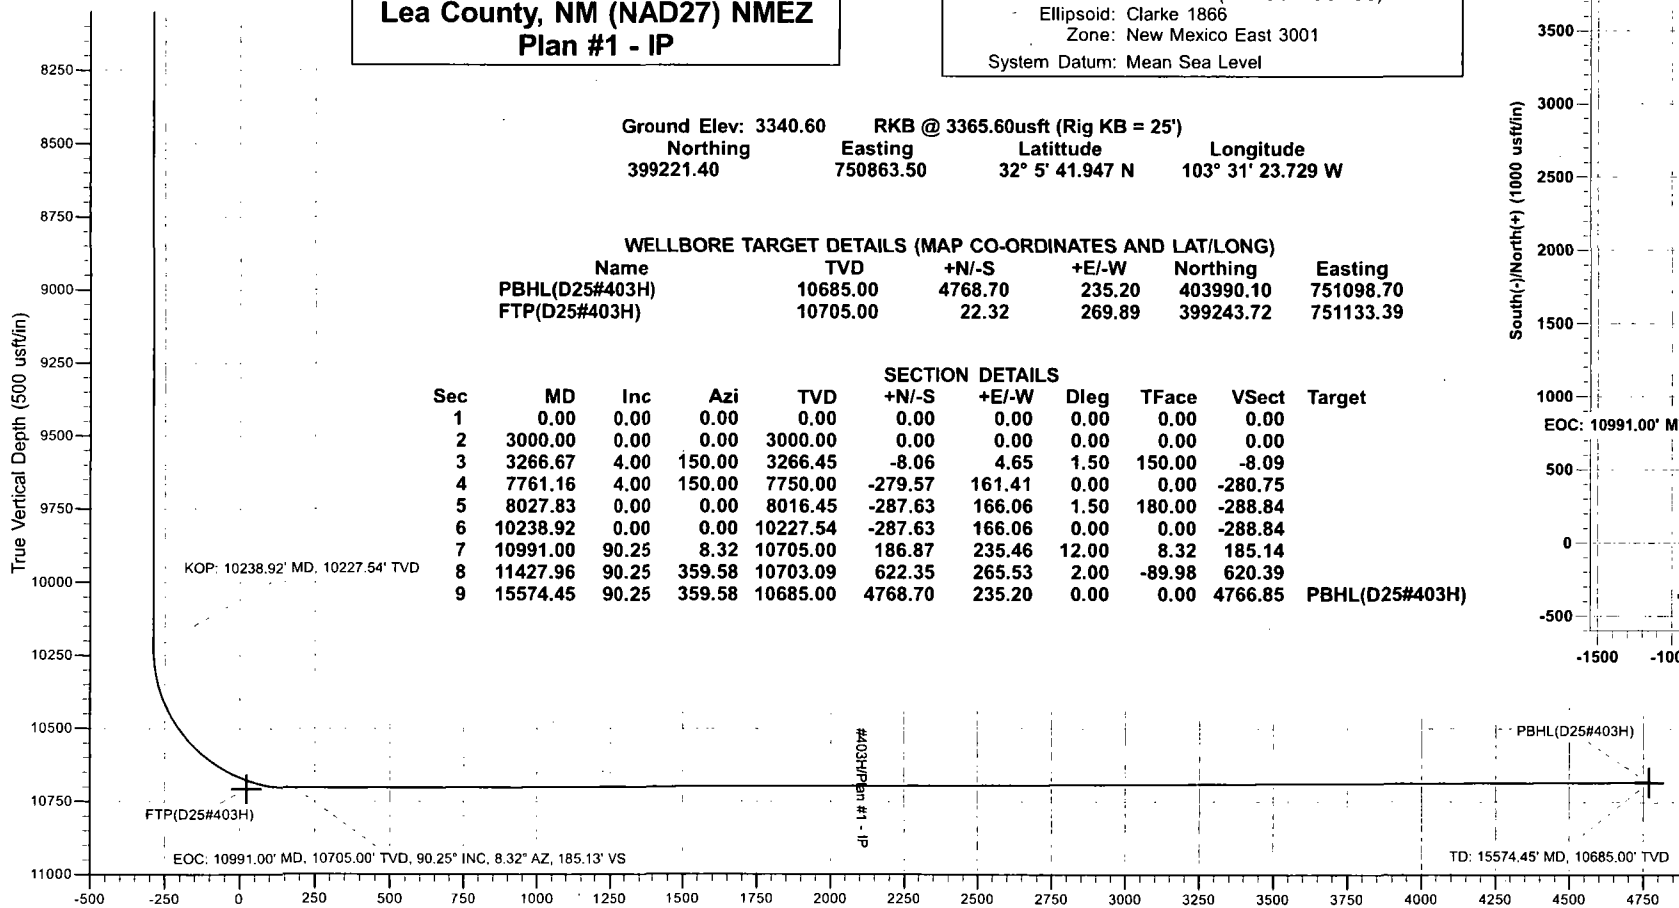 Lea County, NM (NAD27) NMEZ
Plan #1 - IP
Ellipsoid: Clarke 1866
Zone: New Mexico East 3001
System Datum: Mean Sea Level
Ground Elev: 3340.60 RKB @ 3365.60usft (Rig KB = 25')
Northing Easting Latittude Longitude
399221.40 750863.50 32° 5' 41.947 N 103° 31' 23.729 W
WELLBORE TARGET DETAILS (MAP CO-ORDINATES AND LAT/LONG)
Name TVD +N/-S +E/-W Northing Easting
PBHL(D25#403H) 10685.00 4768.70 235.20 403990.10 751098.70
FTP(D25#403H) 10705.00 22.32 269.89 399243.72 751133.39
SECTION DETAILS
Sec MD Inc Azi TVD +N/-S +E/-W Dleg TFace VSect Target
1 0.00 0.00 0.00 0.00 0.00 0.00 0.00 0.00 0.00
2 3000.00 0.00 0.00 3000.00 0.00 0.00 0.00 0.00 0.00
3 3266.67 4.00 150.00 3266.45 -8.06 4.65 1.50 150.00 -8.09
4 7761.16 4.00 150.00 7750.00 -279.57 161.41 0.00 0.00 -280.75
5 8027.83 0.00 0.00 8016.45 -287.63 166.06 1.50 180.00 -288.84
6 10238.92 0.00 0.00 10227.54 -287.63 166.06 0.00 0.00 -288.84
7 10991.00 90.25 8.32 10705.00 186.87 235.46 12.00 8.32 185.14
8 11427.96 90.25 359.58 10703.09 622.35 265.53 2.00 -89.98 620.39
9 15574.45 90.25 359.58 10685.00 4768.70 235.20 0.00 0.00 4766.85 PBHL(D25#403H)
True Vertical Depth (500 usft/in)
8250
8500
8750
9000
9250
9500
9750
10000
10250
10500
10750
11000
KOP: 10238.92' MD, 10227.54' TVD
FTP(D25#403H)
EOC: 10991.00' MD, 10705.00' TVD, 90.25° INC, 8.32° AZ, 185.13' VS
#403H/Plan #1 - IP
PBHL(D25#403H)
TD: 15574.45' MD, 10685.00' TVD
-500 -250 0 250 500 750 1000 1250 1500 1750 2000 2250 2500 2750 3000 3250 3500 3750 4000 4250 4500 4750
South(-)/North(+) (1000 usft/in)
3500
3000
2500
2000
1500
1000
EOC: 10991.00' M
500
0
-500
-1500 -100